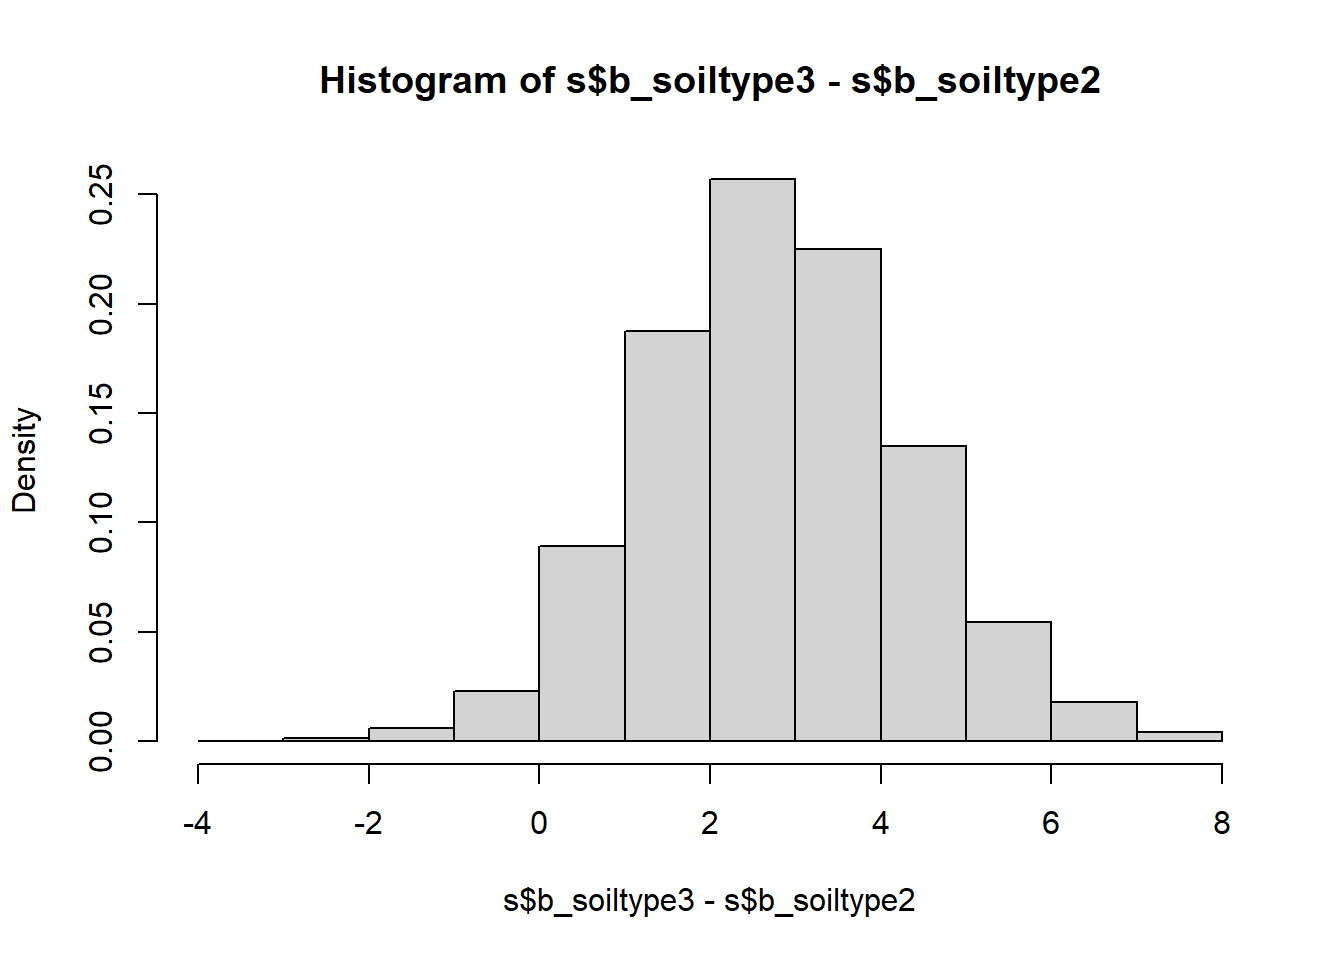 Histogram of s$b_soiltype3 - s$b_soiltype2
Density
0.25
0.20
0.15
0.10
0.05
0.00
-4 -2 0 2 4 6 8
s$b_soiltype3 - s$b_soiltype2